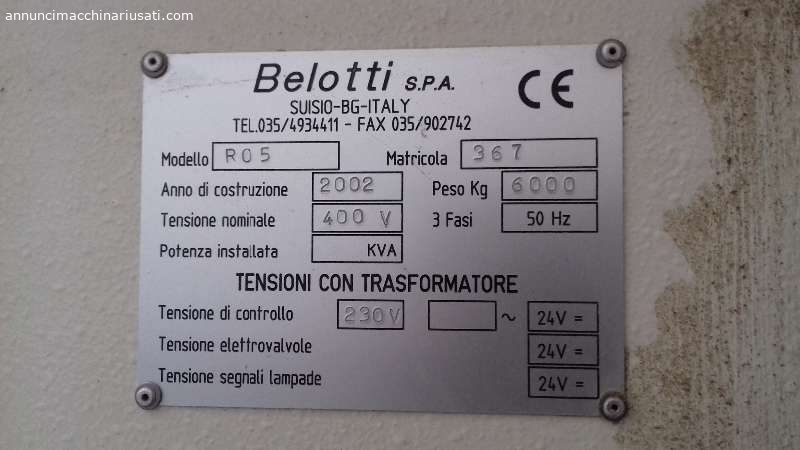 annuncimacchinariusati.com
Belotti S.P.A. CE
SUISIO-BG-ITALY
TEL.035/4934411 - FAX 035/902742
Modello R05 Matricola 367
Anno di costruzione 2002 Peso Kg 6000
Tensione nominale 400 V 3 Fasi 50 Hz
Potenza installata KVA
TENSIONI CON TRASFORMATORE
Tensione di controllo 230V ~ 24V =
Tensione elettrovalvole 24V =
Tensione segnali lampade 24V =